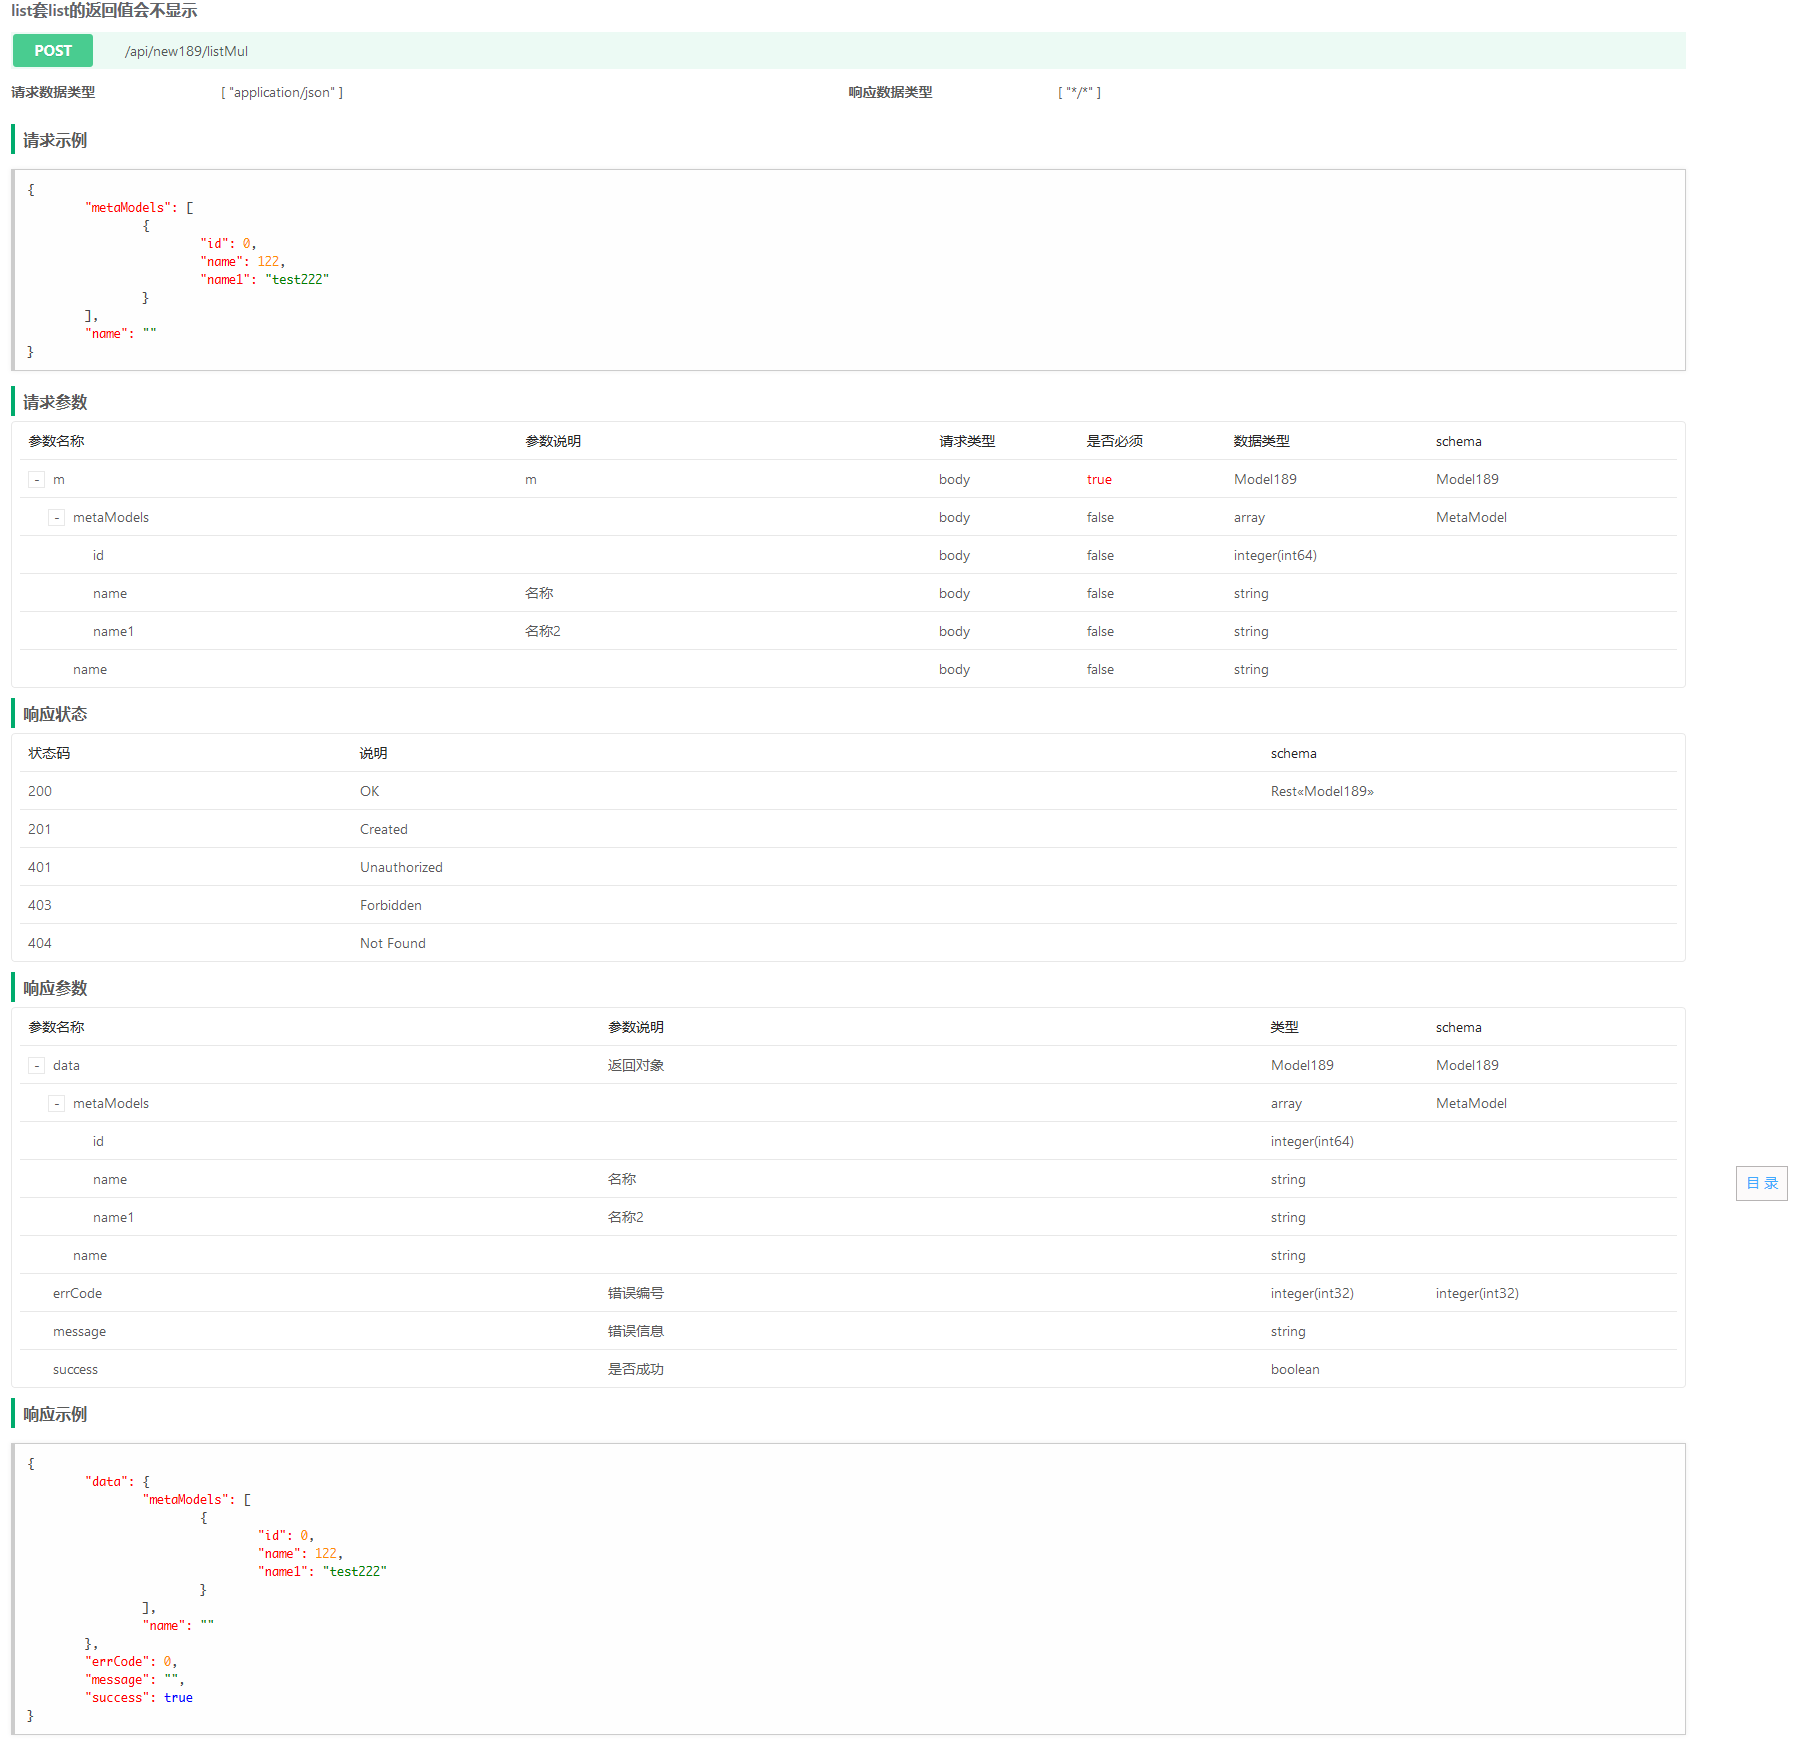 list套list的返回值会不显示
POST /api/new189/listMul
请求数据类型 [ "application/json" ] 响应数据类型 [ "*/*" ]
请求示例
{
"metaModels": [
{
"id": 0,
"name": 122,
"name1": "test222"
}
],
"name": ""
}
请求参数
参数名称 参数说明 请求类型 是否必须 数据类型 schema
- m m body true Model189 Model189
- metaModels body false array MetaModel
id body false integer(int64)
name 名称 body false string
name1 名称2 body false string
name body false string
响应状态
状态码 说明 schema
200 OK Rest«Model189»
201 Created
401 Unauthorized
403 Forbidden
404 Not Found
响应参数
参数名称 参数说明 类型 schema
- data 返回对象 Model189 Model189
- metaModels array MetaModel
id integer(int64)
name 名称 string
目 录
name1 名称2 string
name string
errCode 错误编号 integer(int32) integer(int32)
message 错误信息 string
success 是否成功 boolean
响应示例
{
"data": {
"metaModels": [
{
"id": 0,
"name": 122,
"name1": "test222"
}
],
"name": ""
},
"errCode": 0,
"message": "",
"success": true
}